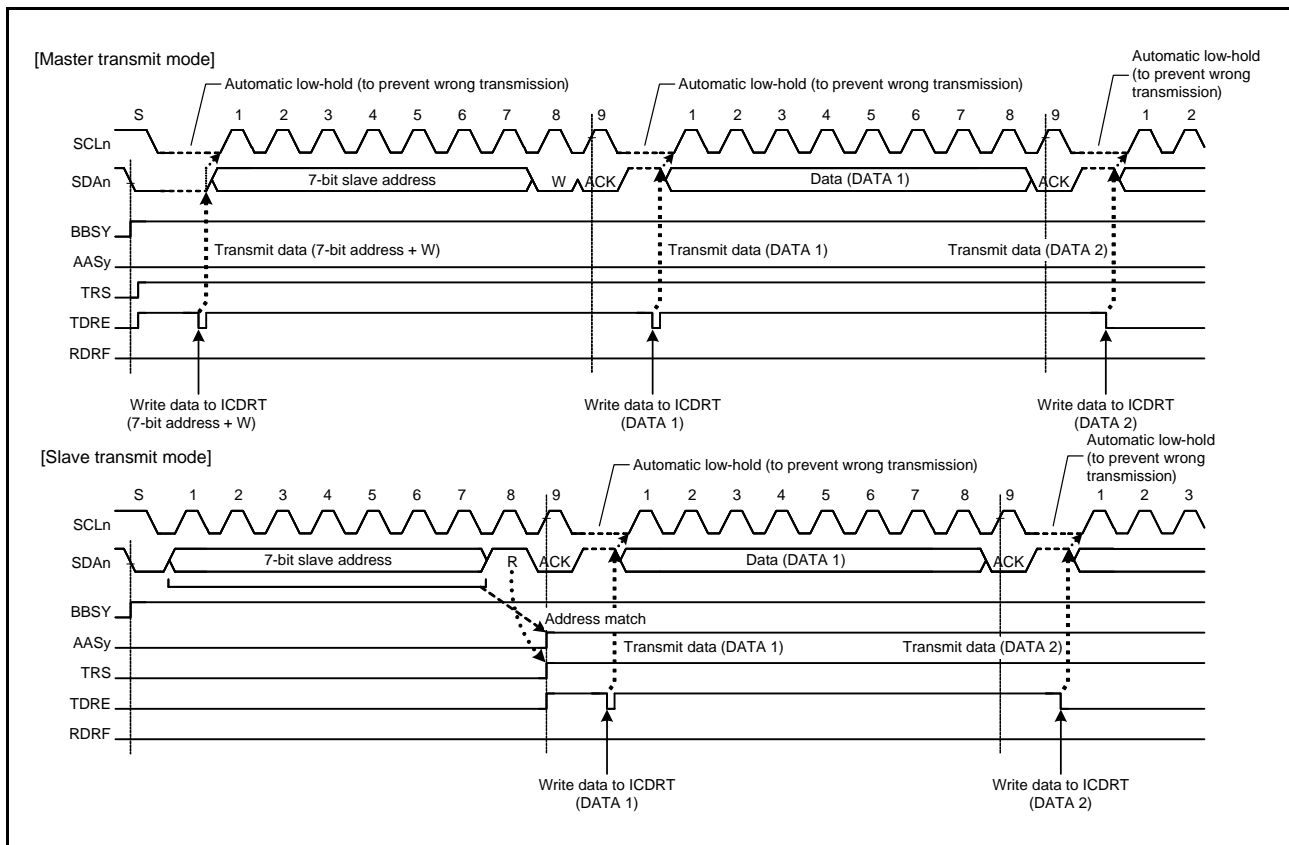 [Master transmit mode]
Automatic low-hold (to prevent wrong transmission)
Automatic low-hold (to prevent wrong transmission)
Automatic low-hold
(to prevent wrong
transmission)
S 1 2 3 4 5 6 7 8 9 1 2 3 4 5 6 7 8 9 1 2
SCLn
SDAn 7-bit slave address W ACK Data (DATA 1) ACK
BBSY
Transmit data (7-bit address + W) Transmit data (DATA 1) Transmit data (DATA 2)
AASy
TRS
TDRE
RDRF
Write data to ICDRT
(7-bit address + W)
Write data to ICDRT
(DATA 1)
Write data to ICDRT
(DATA 2)
[Slave transmit mode]
Automatic low-hold (to prevent wrong transmission)
Automatic low-hold
(to prevent wrong
transmission)
S 1 2 3 4 5 6 7 8 9 1 2 3 4 5 6 7 8 9 1 2 3
SCLn
SDAn 7-bit slave address R ACK Data (DATA 1) ACK
BBSY
Address match
AASy
Transmit data (DATA 1) Transmit data (DATA 2)
TRS
TDRE
RDRF
Write data to ICDRT
(DATA 1)
Write data to ICDRT
(DATA 2)